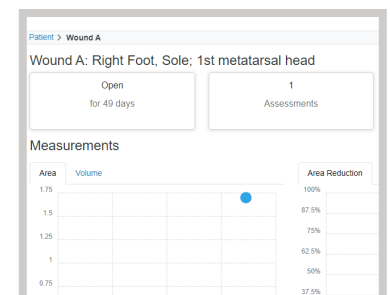 Patient > Wound A
Wound A: Right Foot, Sole; 1st metatarsal head
Open
for 49 days
1
Assessments
Measurements
Area
Volume
1.75
1.5
1.25
1
0.75
Area Reduction
100%
87.5%
75%
62.5%
50%
37.5%